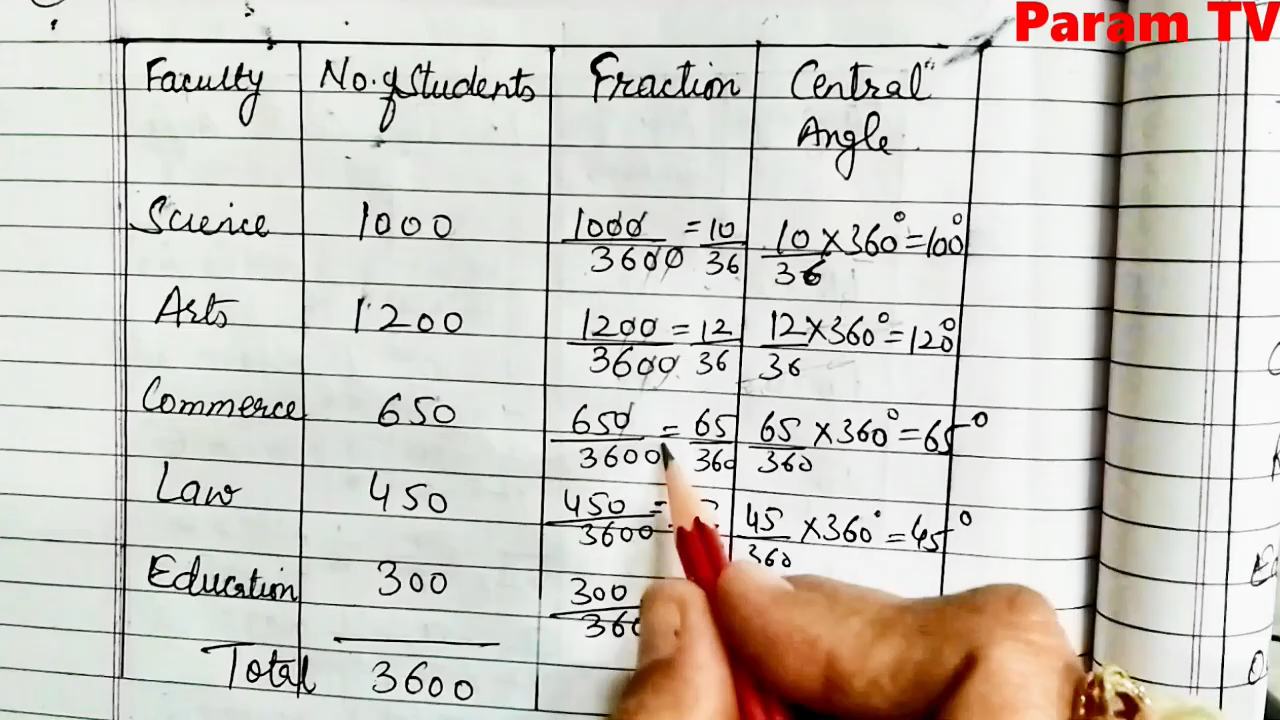 Param TV
Faculty No. of Students Fraction Central Angle
Science 1000 1000/3600 = 10/36 10/36 × 360° = 100°
Arts 1200 1200/3600 = 12/36 12/36 × 360° = 120°
Commerce 650 650/3600 = 65/360 65/360 × 360° = 65°
Law 450 450/3600 = 45/360 × 360° = 45°
Education 300 300/360
Total 3600